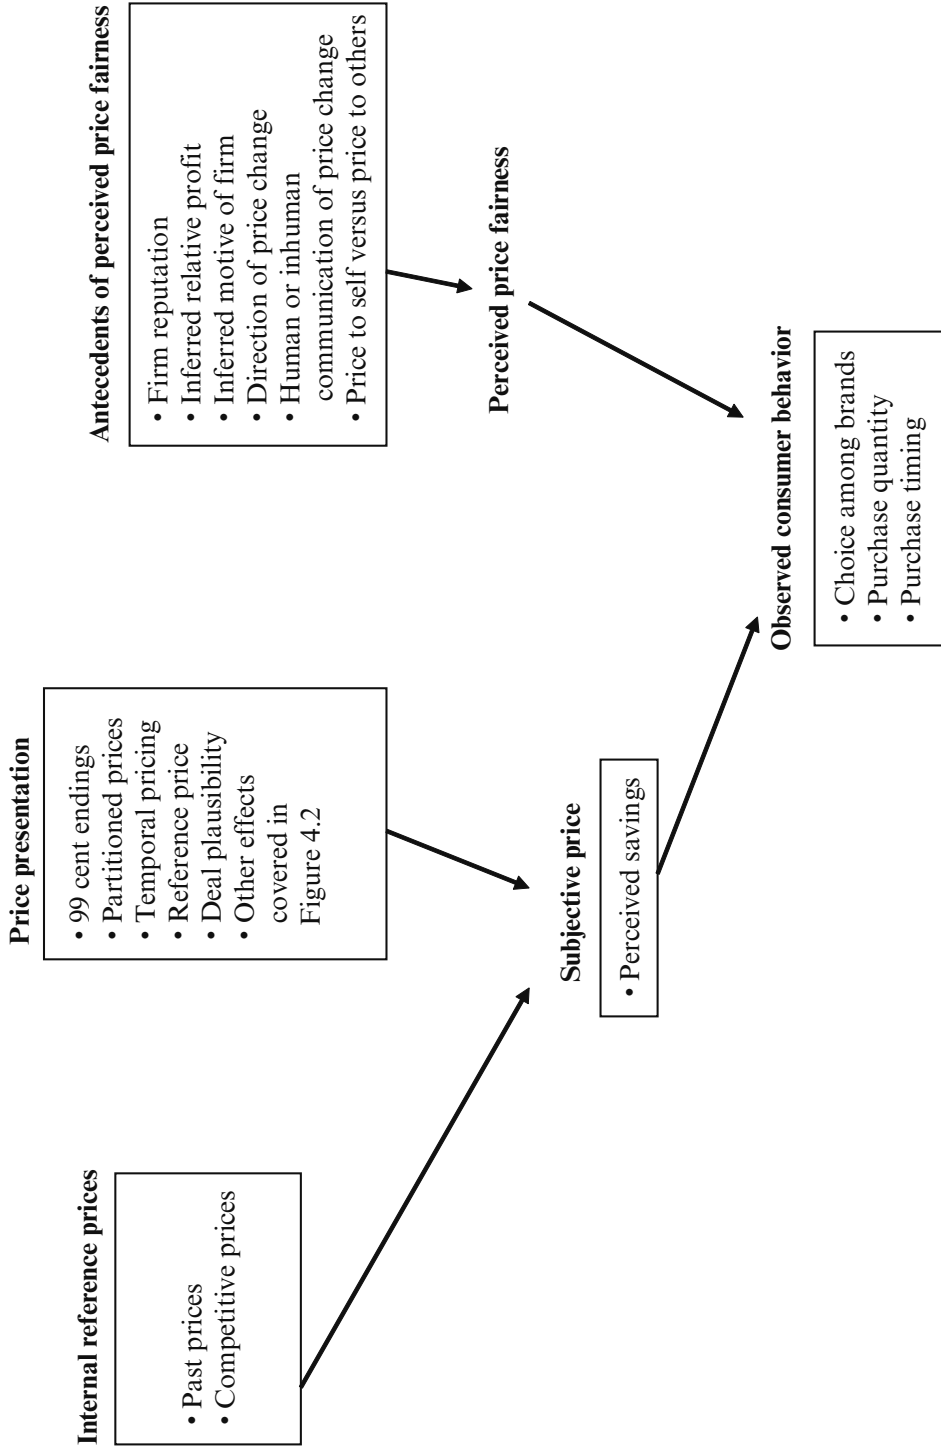 Internal reference prices
• Past prices
• Competitive prices
Price presentation
• 99 cent endings
• Partitioned prices
• Temporal pricing
• Reference price
• Deal plausibility
• Other effects
covered in
Figure 4.2
Antecedents of perceived price fairness
• Firm reputation
• Inferred relative profit
• Inferred motive of firm
• Direction of price change
• Human or inhuman
communication of price change
• Price to self versus price to others
Subjective price
• Perceived savings
Perceived price fairness
Observed consumer behavior
• Choice among brands
• Purchase quantity
• Purchase timing